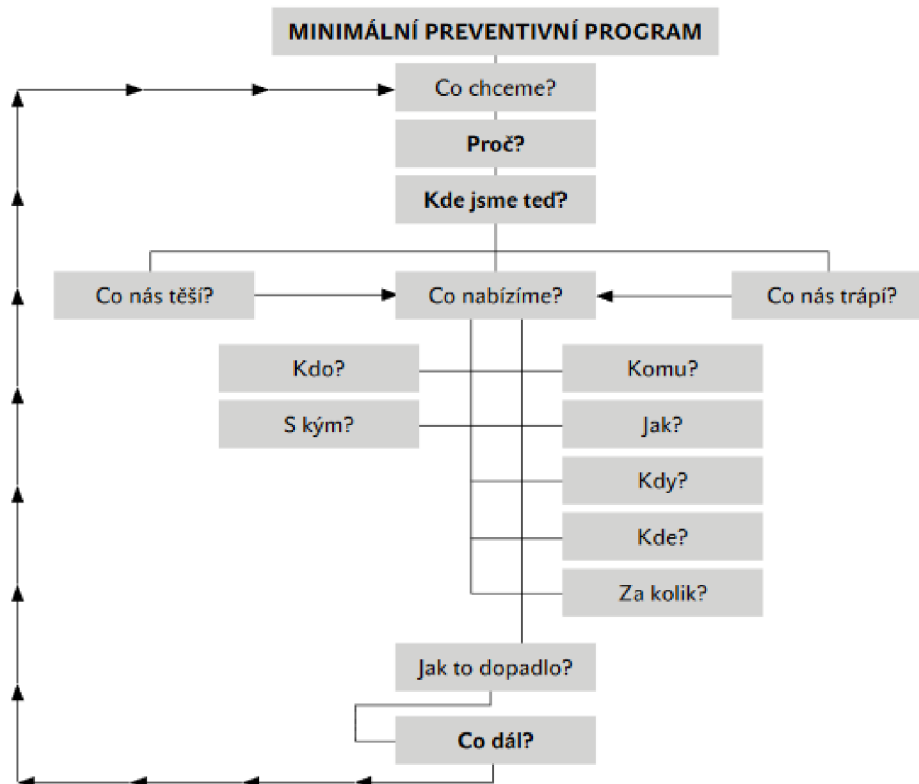 MINIMÁLNÍ PREVENTIVNÍ PROGRAM
Co chceme?
Proč?
Kde jsme teď?
Co nás těší?
Co nabízíme?
Co nás trápí?
Kdo?
Komu?
S kým?
Jak?
Kdy?
Kde?
Za kolik?
Jak to dopadlo?
Co dál?